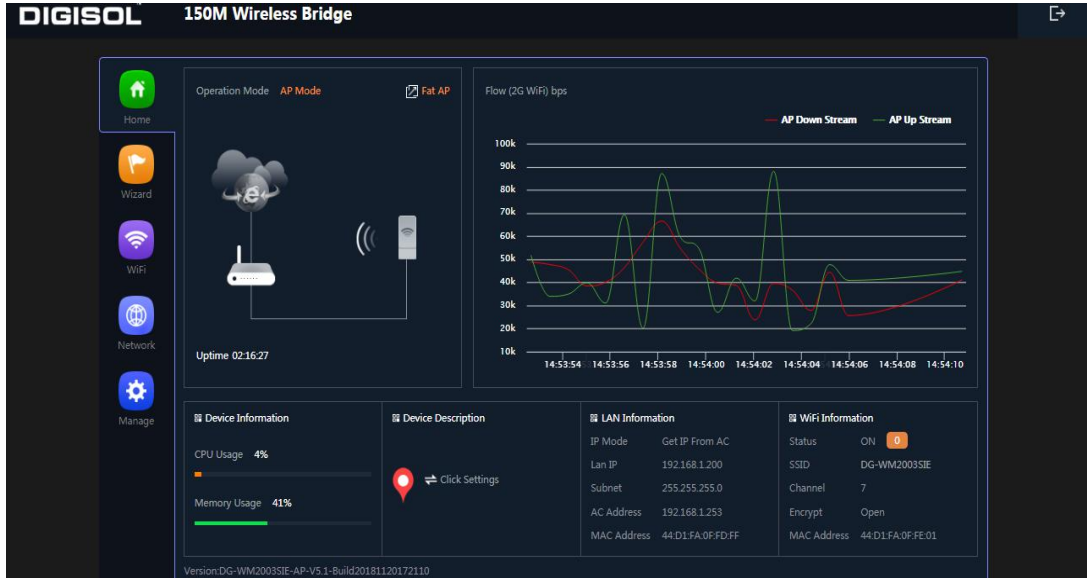 DIGISOL 150M Wireless Bridge
Home
Wizard
WiFi
Network
Manage
Operation Mode AP Mode Fat AP
Uptime 02:16:27
Flow (2G WiFi) bps
AP Down Stream AP Up Stream
100k
90k
80k
70k
60k
50k
40k
30k
20k
10k
14:53:54 14:53:56 14:53:58 14:54:00 14:54:02 14:54:04 14:54:06 14:54:08 14:54:10
Device Information
CPU Usage 4%
Memory Usage 41%
Device Description
Click Settings
LAN Information
IP Mode Get IP From AC
Lan IP 192.168.1.200
Subnet 255.255.255.0
AC Address 192.168.1.253
MAC Address 44:D1:FA:0F:FD:FF
WiFi Information
Status ON 0
SSID DG-WM2003SIE
Channel 7
Encrypt Open
MAC Address 44:D1:FA:0F:FE:01
Version:DG-WM2003SIE-AP-V5.1-Build20181120172110